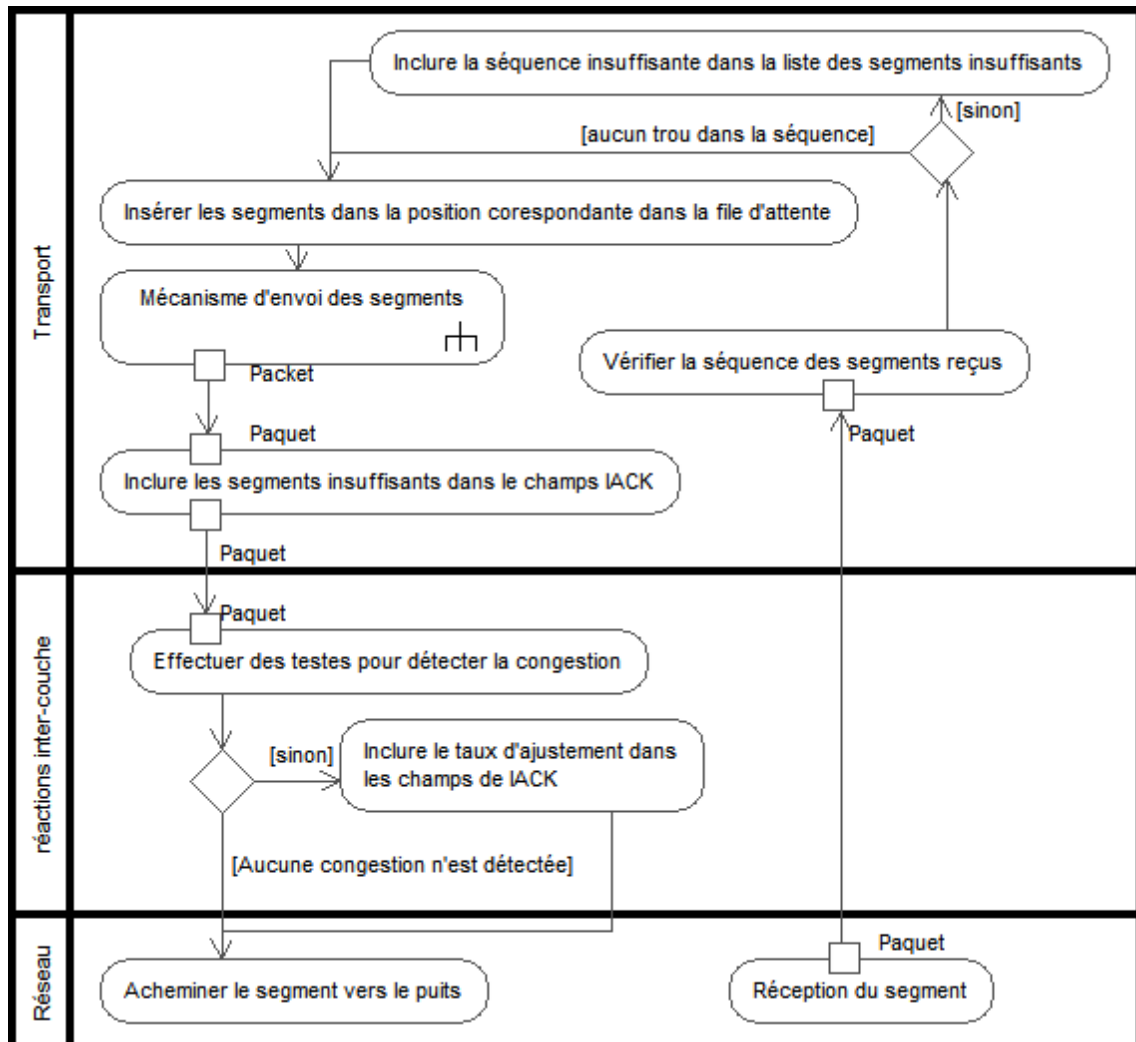 Inclure la séquence insuffisante dans la liste des segments insuffisants
[sinon]
[aucun trou dans la séquence]
Insérer les segments dans la position corespondante dans la file d'attente
Transport
Mécanisme d'envoi des segments
Vérifier la séquence des segments reçus
Packet
Paquet
Paquet
Inclure les segments insuffisants dans le champs IACK
Paquet
réactions inter-couche
Paquet
Effectuer des testes pour détecter la congestion
[sinon]
Inclure le taux d'ajustement dans
les champs de IACK
[Aucune congestion n'est détectée]
Réseau
Paquet
Acheminer le segment vers le puits
Réception du segment